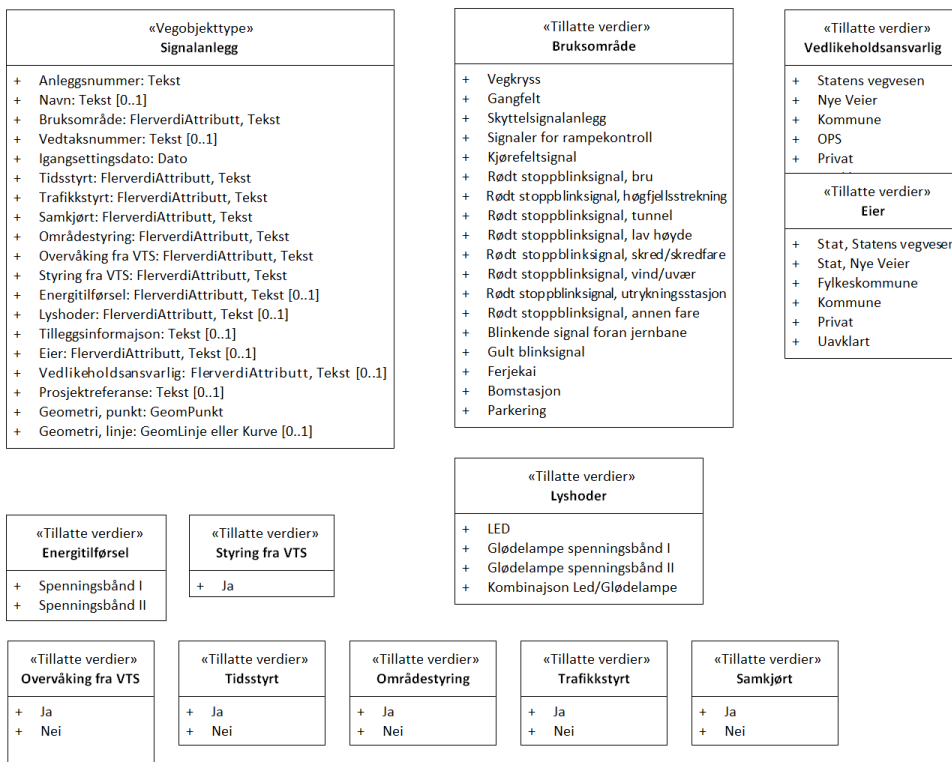 «Vegobjekttype»
Signalanlegg
+ Anleggsnummer: Tekst
+ Navn: Tekst [0..1]
+ Bruksområde: FlerverdiAttributt, Tekst
+ Vedtaksnummer: Tekst [0..1]
+ Igangsettingsdato: Dato
+ Tidsstyrt: FlerverdiAttributt, Tekst
+ Trafikkstyrt: FlerverdiAttributt, Tekst
+ Samkjørt: FlerverdiAttributt, Tekst
+ Områdestyring: FlerverdiAttributt, Tekst
+ Overvåking fra VTS: FlerverdiAttributt, Tekst
+ Styring fra VTS: FlerverdiAttributt, Tekst
+ Energitilførsel: FlerverdiAttributt, Tekst [0..1]
+ Lyshoder: FlerverdiAttributt, Tekst [0..1]
+ Tilleggsinformajson: Tekst [0..1]
+ Eier: FlerverdiAttributt, Tekst [0..1]
+ Vedlikeholdsansvarlig: FlerverdiAttributt, Tekst [0..1]
+ Prosjektreferanse: Tekst [0..1]
+ Geometri, punkt: GeomPunkt
+ Geometri, linje: GeomLinje eller Kurve [0..1]
«Tillatte verdier»
Bruksområde
+ Vegkryss
+ Gangfelt
+ Skyttelsignalanlegg
+ Signaler for rampekontroll
+ Kjørefeltsignal
+ Rødt stoppblinksignal, bru
+ Rødt stoppblinksignal, høgfjellsstrekning
+ Rødt stoppblinksignal, tunnel
+ Rødt stoppblinksignal, lav høyde
+ Rødt stoppblinksignal, skred/skredfare
+ Rødt stoppblinksignal, vind/uvær
+ Rødt stoppblinksignal, utrykningsstasjon
+ Rødt stoppblinksignal, annen fare
+ Blinkende signal foran jernbane
+ Gult blinksignal
+ Ferjekai
+ Bomstasjon
+ Parkering
«Tillatte verdier»
Vedlikeholdsansvarlig
+ Statens vegvesen
+ Nye Veier
+ Kommune
+ OPS
+ Privat
«Tillatte verdier»
Eier
+ Stat, Statens vegvesen
+ Stat, Nye Veier
+ Fylkeskommune
+ Kommune
+ Privat
+ Uavklart
«Tillatte verdier»
Lyshoder
+ LED
+ Glødelampe spenningsbånd I
+ Glødelampe spenningsbånd II
+ Kombinajson Led/Glødelampe
«Tillatte verdier»
Energitilførsel
+ Spenningsbånd I
+ Spenningsbånd II
«Tillatte verdier»
Styring fra VTS
+ Ja
«Tillatte verdier»
Overvåking fra VTS
+ Ja
+ Nei
«Tillatte verdier»
Tidsstyrt
+ Ja
+ Nei
«Tillatte verdier»
Områdestyring
+ Ja
+ Nei
«Tillatte verdier»
Trafikkstyrt
+ Ja
+ Nei
«Tillatte verdier»
Samkjørt
+ Ja
+ Nei